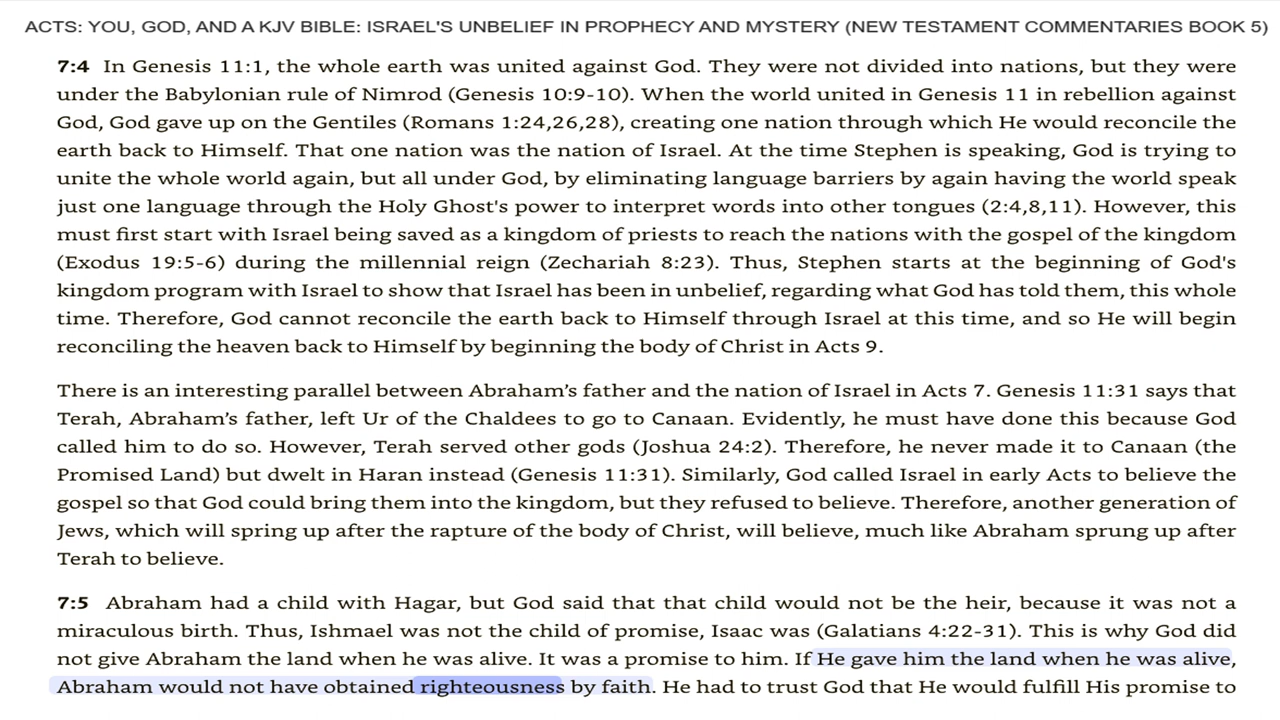 ACTS: YOU, GOD, AND A KJV BIBLE: ISRAEL'S UNBELIEF IN PROPHECY AND MYSTERY (NEW TESTAMENT COMMENTARIES BOOK 5)
7:4 In Genesis 11:1, the whole earth was united against God. They were not divided into nations, but they were
under the Babylonian rule of Nimrod (Genesis 10:9-10). When the world united in Genesis 11 in rebellion against
God, God gave up on the Gentiles (Romans 1:24,26,28), creating one nation through which He would reconcile the
earth back to Himself. That one nation was the nation of Israel. At the time Stephen is speaking, God is trying to
unite the whole world again, but all under God, by eliminating language barriers by again having the world speak
just one language through the Holy Ghost's power to interpret words into other tongues (2:4,8,11). However, this
must first start with Israel being saved as a kingdom of priests to reach the nations with the gospel of the kingdom
(Exodus 19:5-6) during the millennial reign (Zechariah 8:23). Thus, Stephen starts at the beginning of God's
kingdom program with Israel to show that Israel has been in unbelief, regarding what God has told them, this whole
time. Therefore, God cannot reconcile the earth back to Himself through Israel at this time, and so He will begin
reconciling the heaven back to Himself by beginning the body of Christ in Acts 9.
There is an interesting parallel between Abraham’s father and the nation of Israel in Acts 7. Genesis 11:31 says that
Terah, Abraham’s father, left Ur of the Chaldees to go to Canaan. Evidently, he must have done this because God
called him to do so. However, Terah served other gods (Joshua 24:2). Therefore, he never made it to Canaan (the
Promised Land) but dwelt in Haran instead (Genesis 11:31). Similarly, God called Israel in early Acts to believe the
gospel so that God could bring them into the kingdom, but they refused to believe. Therefore, another generation of
Jews, which will spring up after the rapture of the body of Christ, will believe, much like Abraham sprung up after
Terah to believe.
7:5 Abraham had a child with Hagar, but God said that that child would not be the heir, because it was not a
miraculous birth. Thus, Ishmael was not the child of promise, Isaac was (Galatians 4:22-31). This is why God did
not give Abraham the land when he was alive. It was a promise to him. If He gave him the land when he was alive,
Abraham would not have obtained righteousness by faith. He had to trust God that He would fulfill His promise to